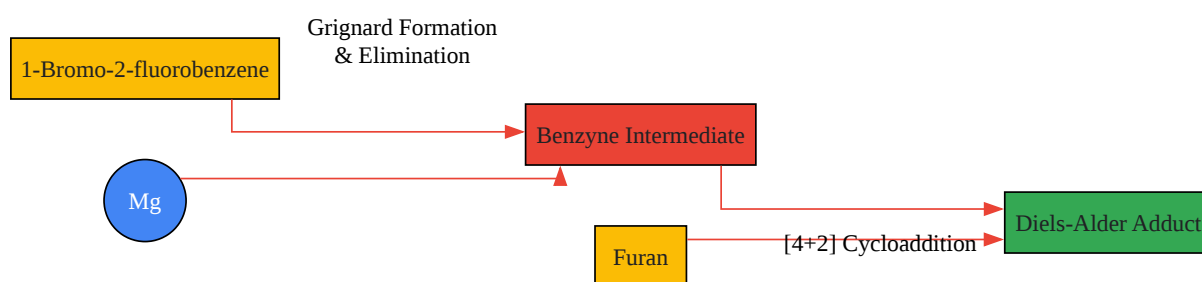 Grignard Formation
& Elimination
1-Bromo-2-fluorobenzene
Benzyne Intermediate
Mg
Diels-Alder Adduct
[4+2] Cycloaddition
Furan